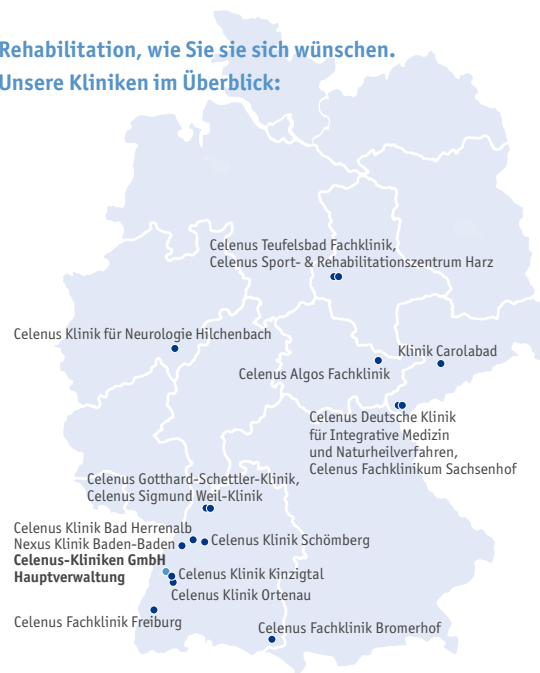 Rehabilitation, wie Sie sie sich wünschen.
Unsere Kliniken im Überblick:
Celenus Teufelsbad Fachklinik,
Celenus Sport- & Rehabilitationszentrum Harz
Celenus Klinik für Neurologie Hilchenbach
Klinik Carolabad
Celenus Algos Fachklinik
Celenus Deutsche Klinik
für Integrative Medizin
und Naturheilverfahren,
Celenus Fachklinikum Sachsenhof
Celenus Gotthard-Schettler-Klinik,
Celenus Sigmund Weil-Klinik
Celenus Klinik Bad Herrenalb
Nexus Klinik Baden-Baden
Celenus Klinik Schömberg
Celenus-Kliniken GmbH
Hauptverwaltung
Celenus Klinik Kinzigtal
Celenus Klinik Ortenau
Celenus Fachklinik Freiburg
Celenus Fachklinik Bromerhof